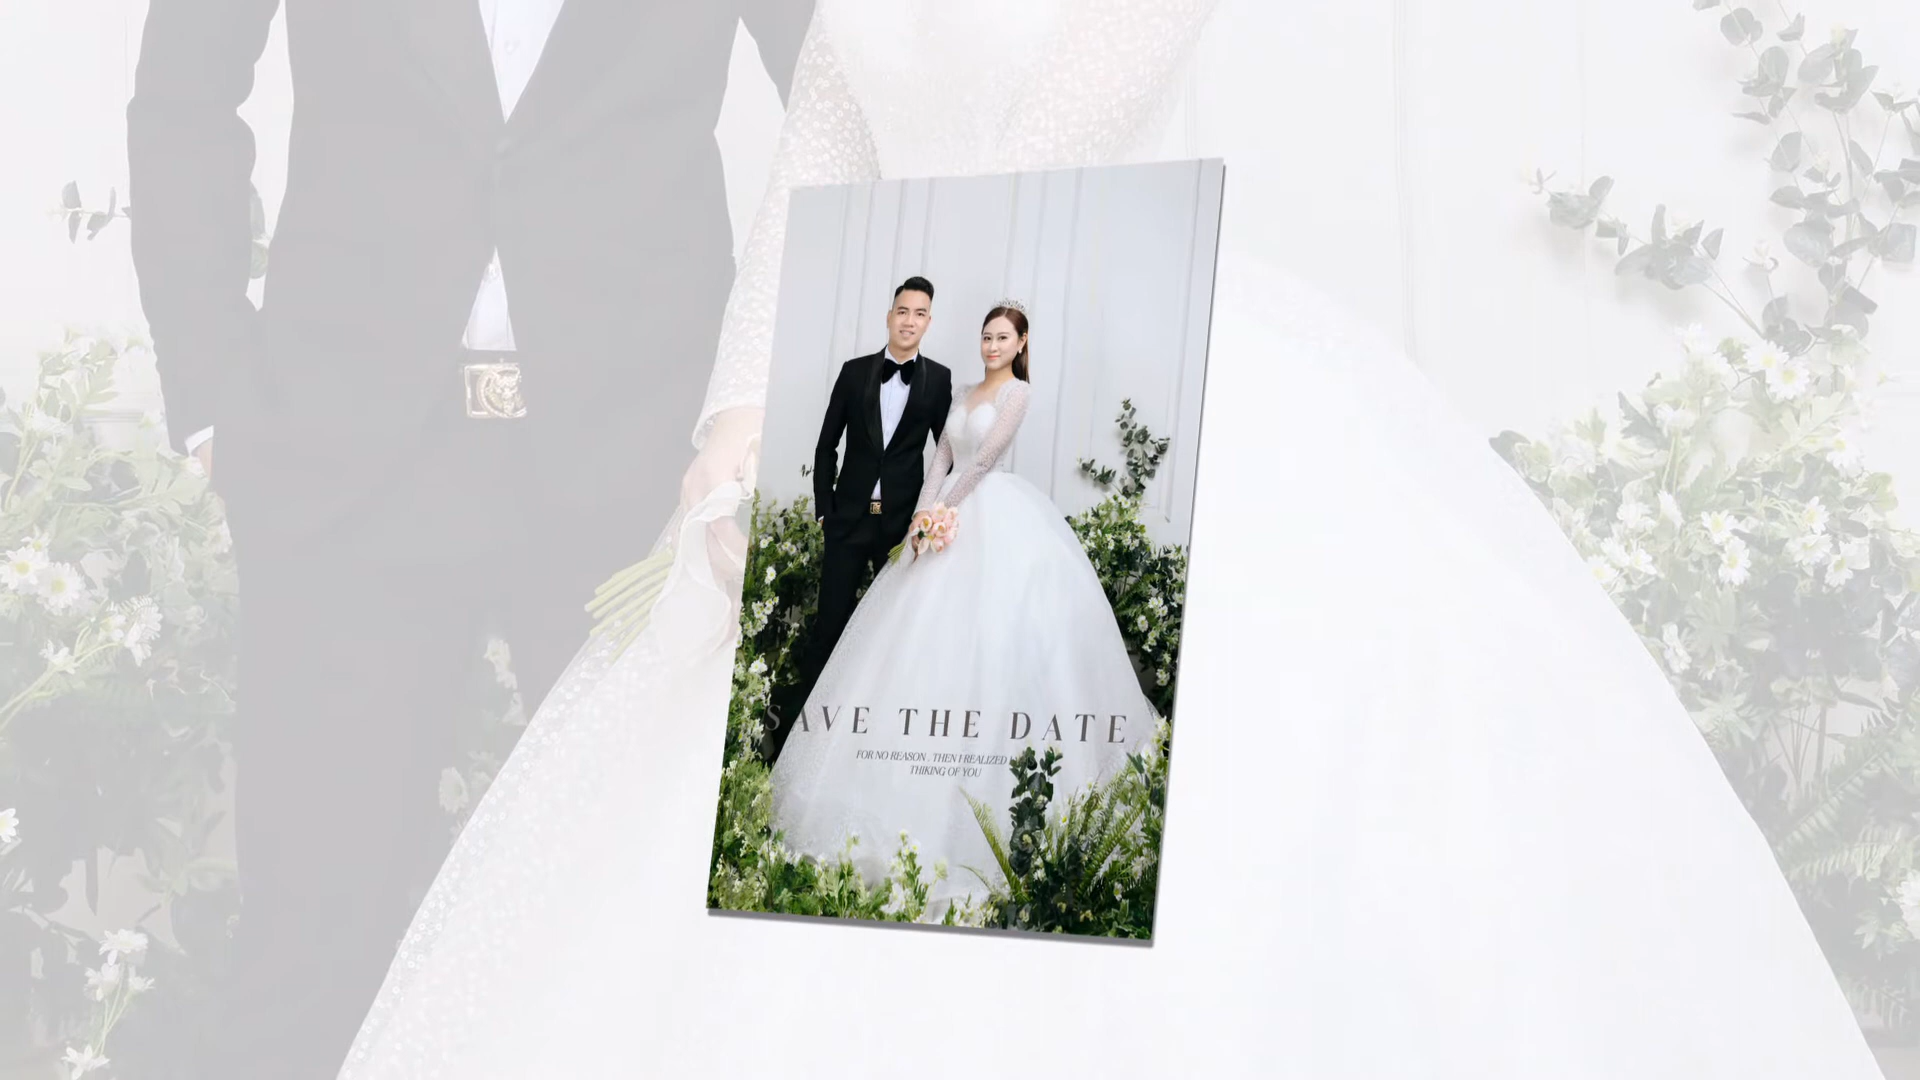 SAVE THE DATE
FOR NO REASON . THEN I REALIZED
THIKING OF YOU